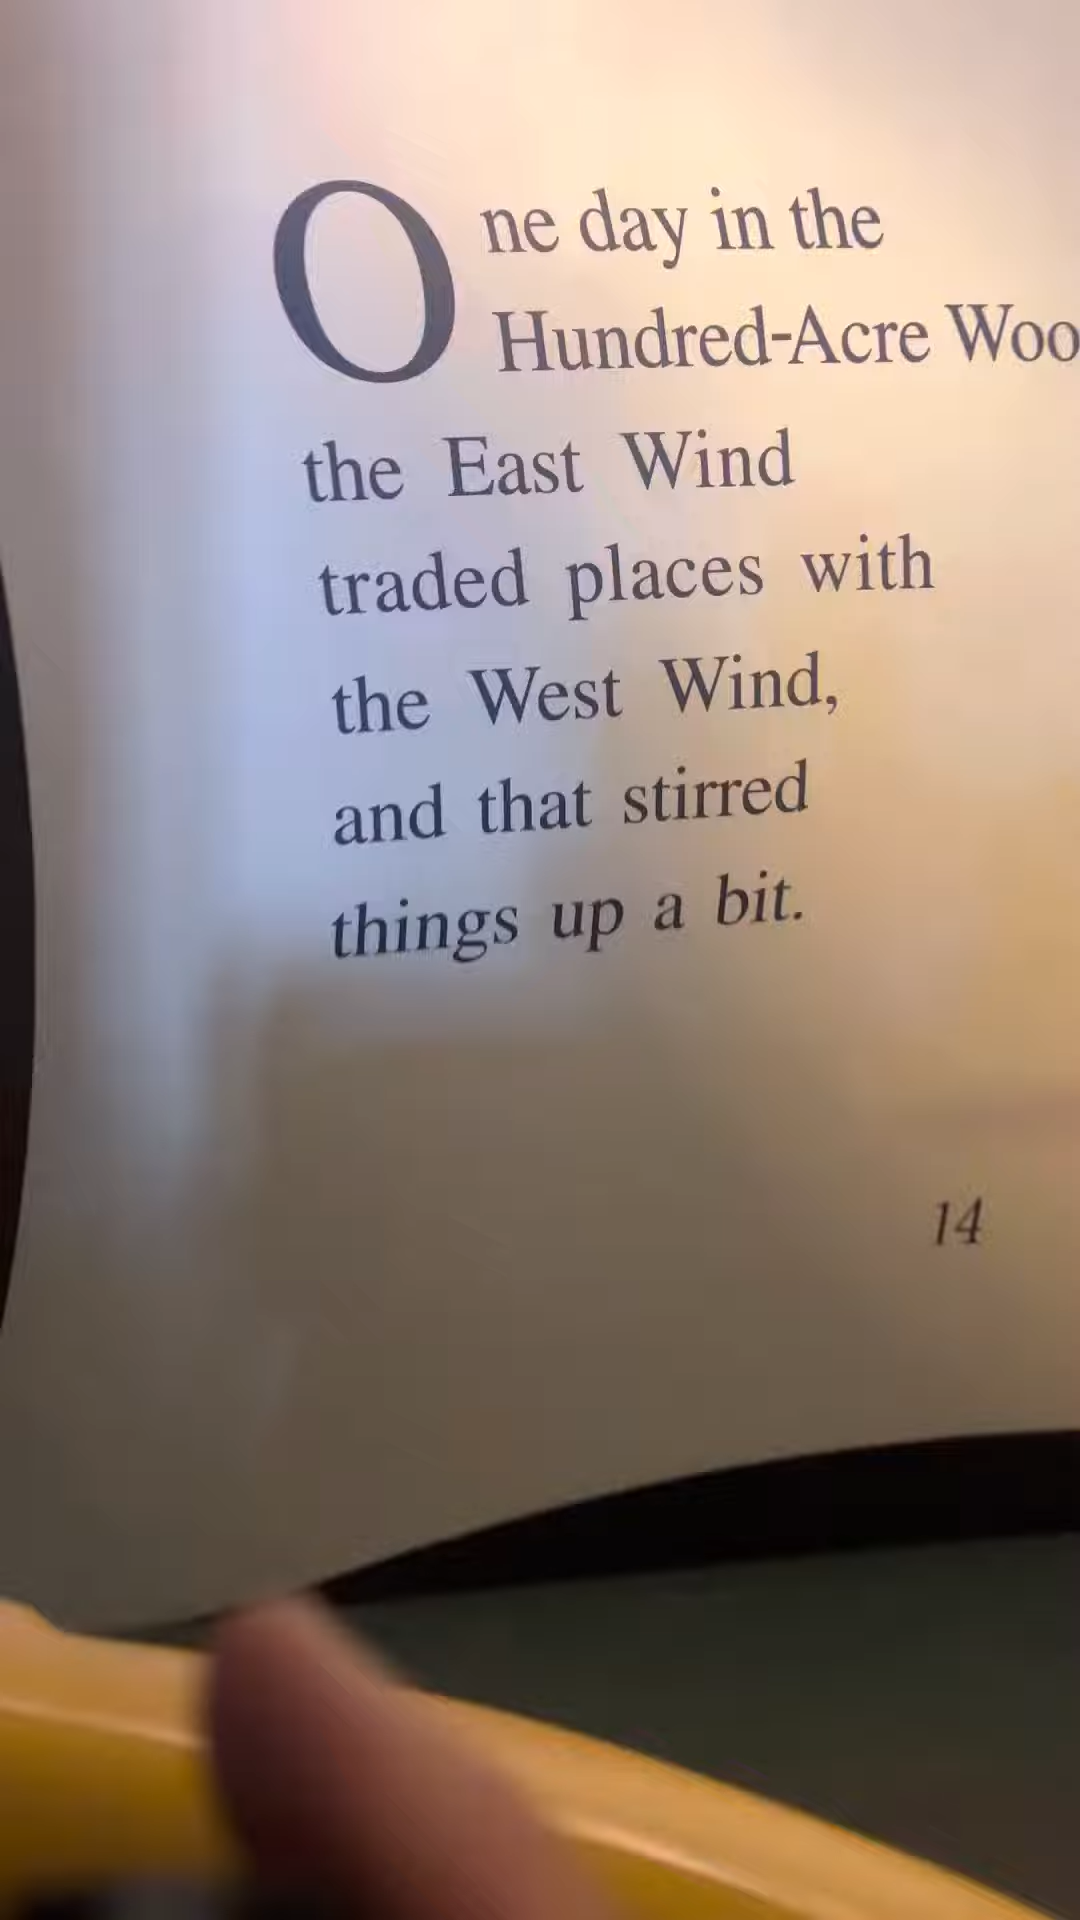 One day in the
Hundred-Acre Woo
the East Wind
traded places with
the West Wind,
and that stirred
things up a bit.
14